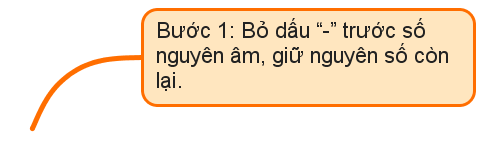 Bước 1: Bỏ dấu “-” trước số
nguyên âm, giữ nguyên số còn
lại.